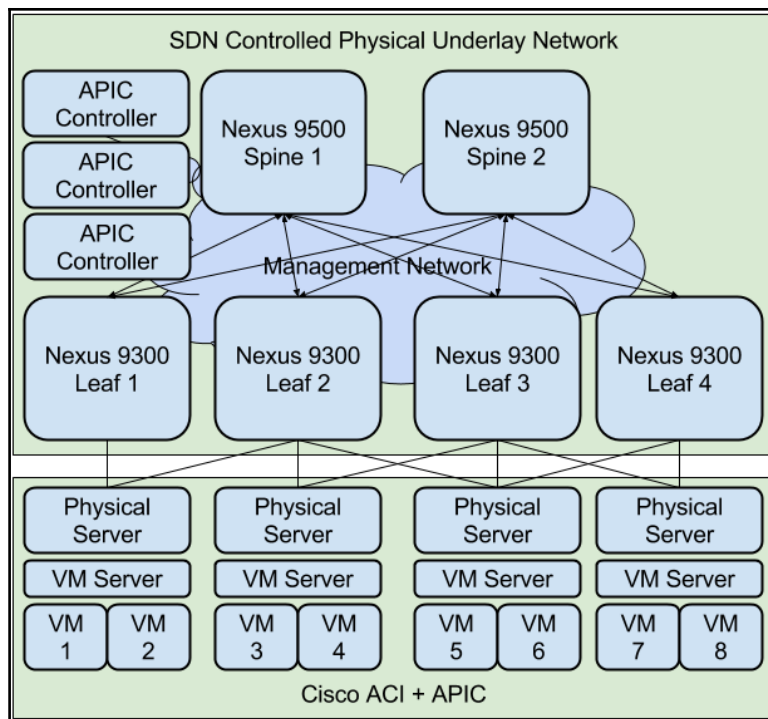 SDN Controlled Physical Underlay Network
APIC
Controller
APIC
Controller
APIC
Controller
Nexus 9500
Spine 1
Nexus 9500
Spine 2
Management Network
Nexus 9300
Leaf 1
Nexus 9300
Leaf 2
Nexus 9300
Leaf 3
Nexus 9300
Leaf 4
Physical
Server
Physical
Server
Physical
Server
Physical
Server
VM Server
VM Server
VM Server
VM Server
VM
1
VM
2
VM
3
VM
4
VM
5
VM
6
VM
7
VM
8
Cisco ACI + APIC